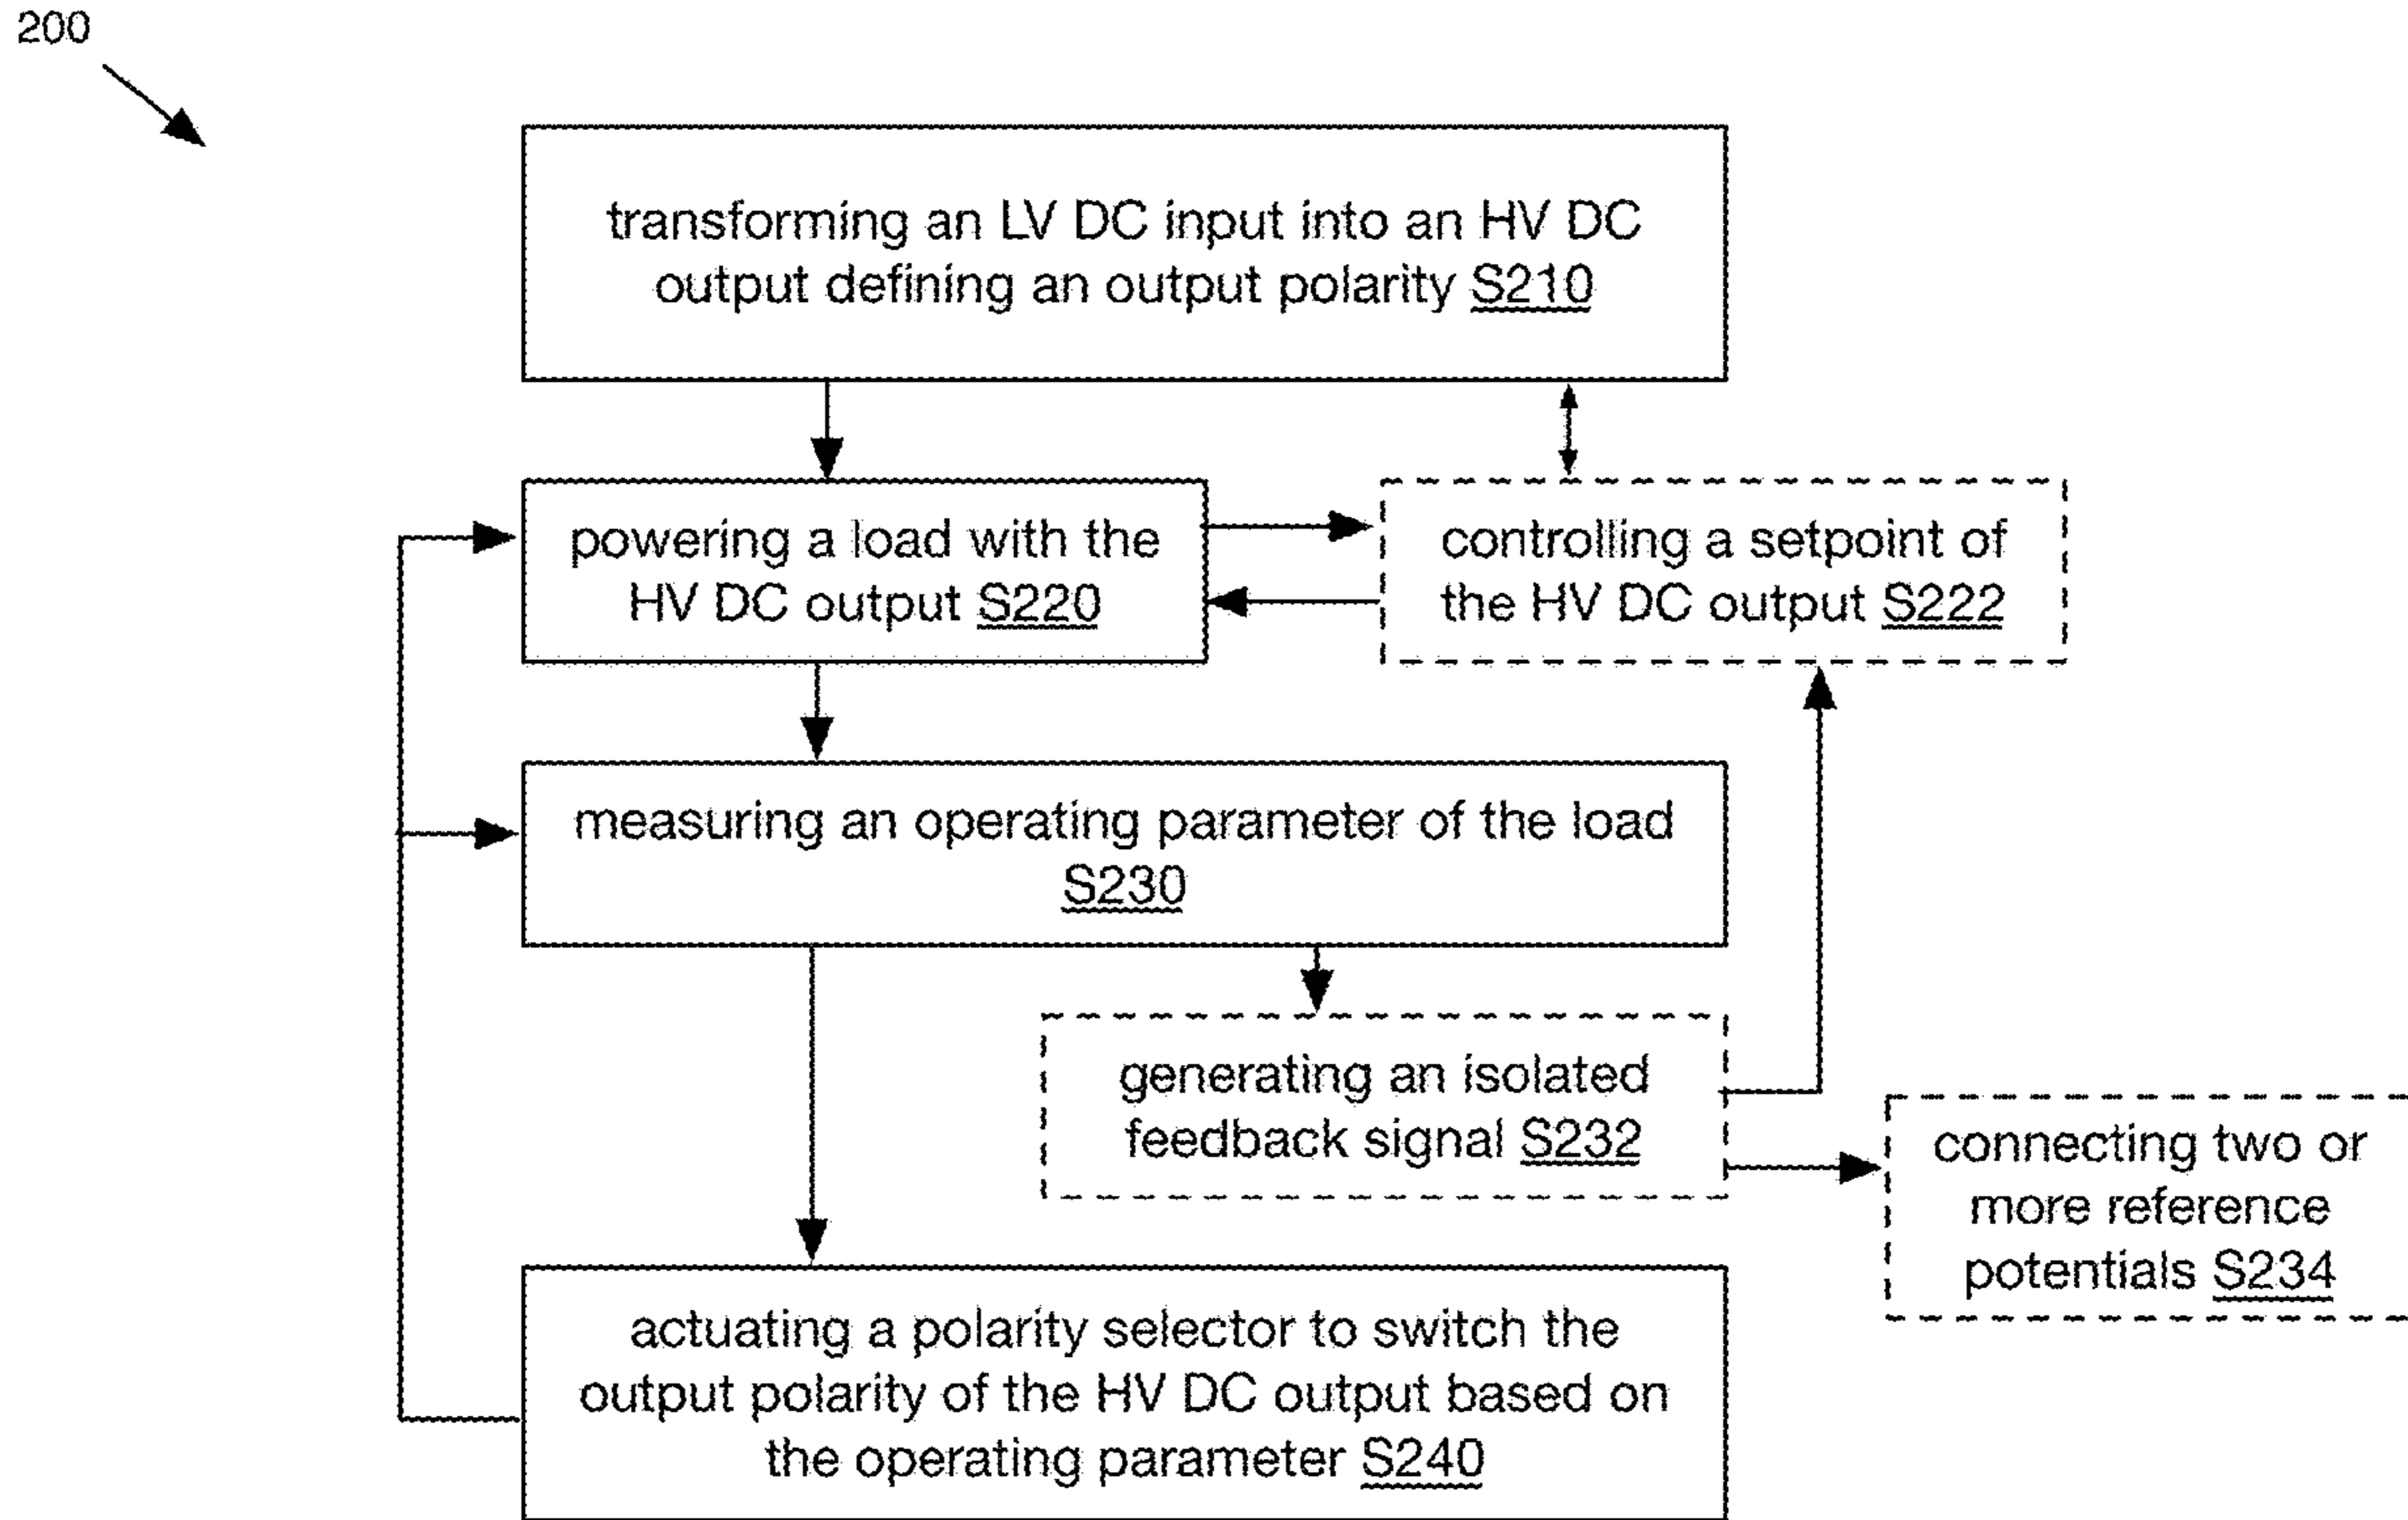 200
transforming an LV DC input into an HV DC
output defining an output polarity S210
powering a load with the
HV DC output S220
controlling a setpoint of
the HV DC output S222
measuring an operating parameter of the load
S230
generating an isolated
feedback signal S232
connecting two or
more reference
potentials S234
actuating a polarity selector to switch the
output polarity of the HV DC output based on
the operating parameter S240